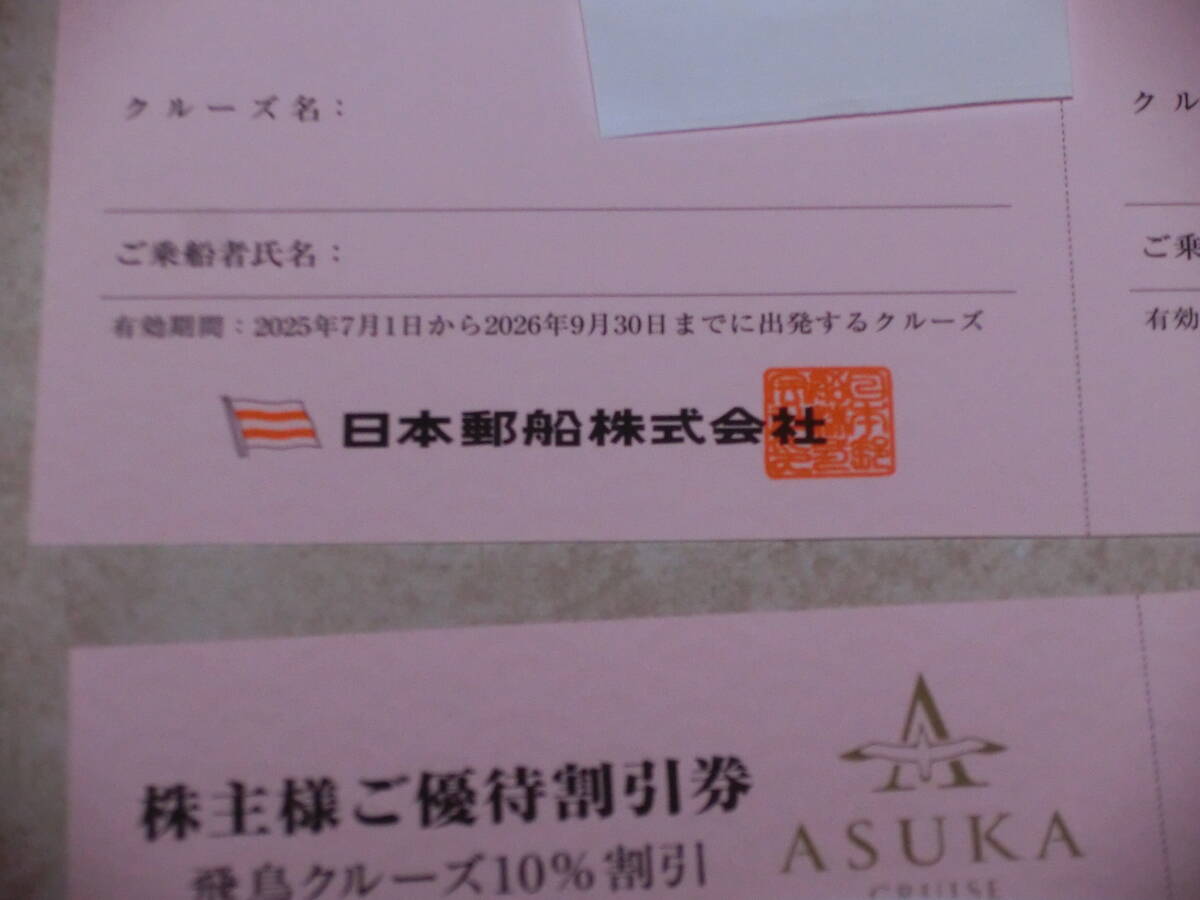 クルーズ名：
クル
ご乗船者氏名：
ご乗
有効期間：2025年7月1日から2026年9月30日までに出発するクルーズ
有効
日本郵船株式会社
株主様ご優待割引券
飛鳥クルーズ10%割引
ASUKA
CRUISE